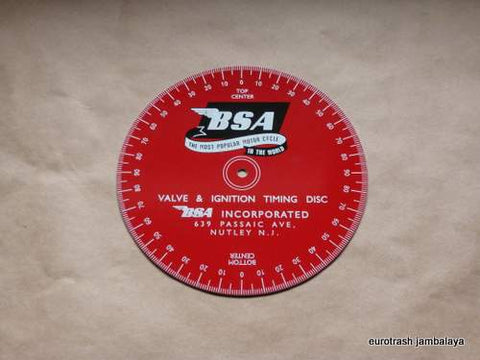 TOP
CENTER
BSA
THE MOST POPULAR MOTOR CYCLE
IN THE WORLD
VALVE & IGNITION TIMING DISC
BSA INCORPORATED
639 PASSAIC AVE.
NUTLEY N.J.
BOTTOM
CENTER
eurotrash jambalaya